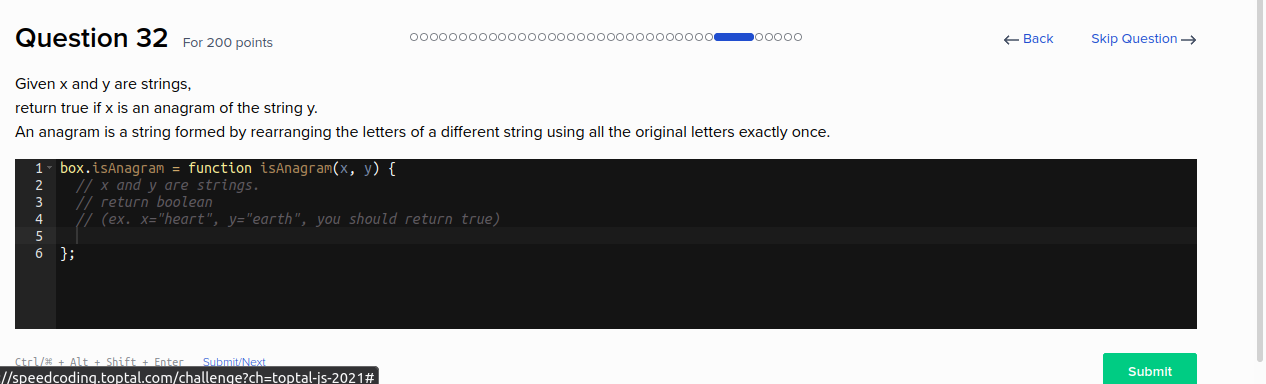 Question 32 For 200 points ← Back Skip Question →
Given x and y are strings,
return true if x is an anagram of the string y.
An anagram is a string formed by rearranging the letters of a different string using all the original letters exactly once.
1 box.isAnagram = function isAnagram(x, y) {
2 // x and y are strings.
3 // return boolean
4 // (ex. x="heart", y="earth", you should return true)
5
6 };
Ctrl/⌘ + Alt + Shift + Enter Submit/Next
//speedcoding.toptal.com/challenge?ch=toptal-js-2021#
Submit